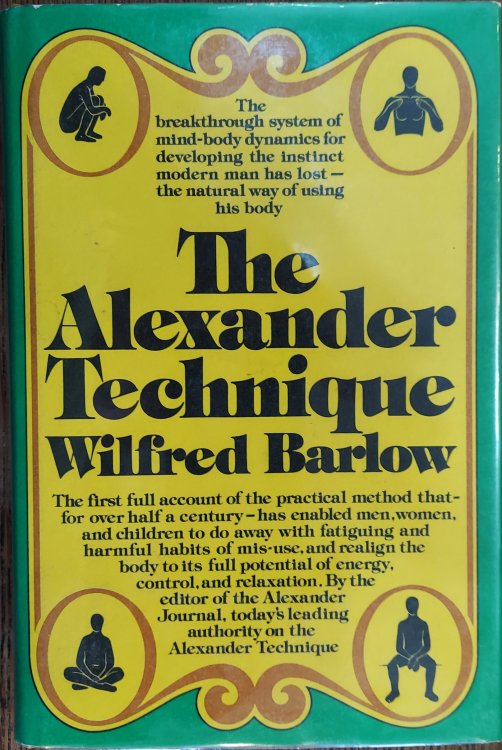 The
breakthrough system of
mind-body dynamics for
developing the instinct
modern man has lost—
the natural way of using
his body
The
Alexander
Technique
Wilfred Barlow
The first full account of the practical method that-
for over half a century-has enabled men, women,
and children to do away with fatiguing and
harmful habits of mis-use, and realign the
body to its full potential of energy,
control, and relaxation. By the
editor of the Alexander
Journal, today's leading
authority on the
Alexander Technique